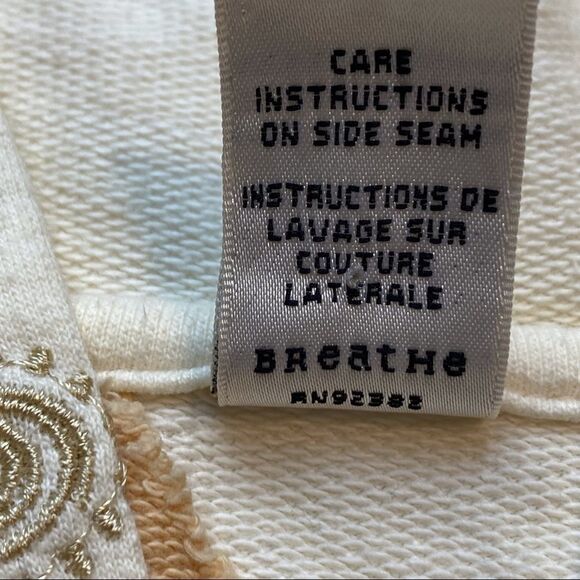 CARE
INSTRUCTIONS
ON SIDE SEAM
INSTRUCTIONS DE
LAVAGE SUR
COUTURE
LATERALE
BReatHe
RN92382